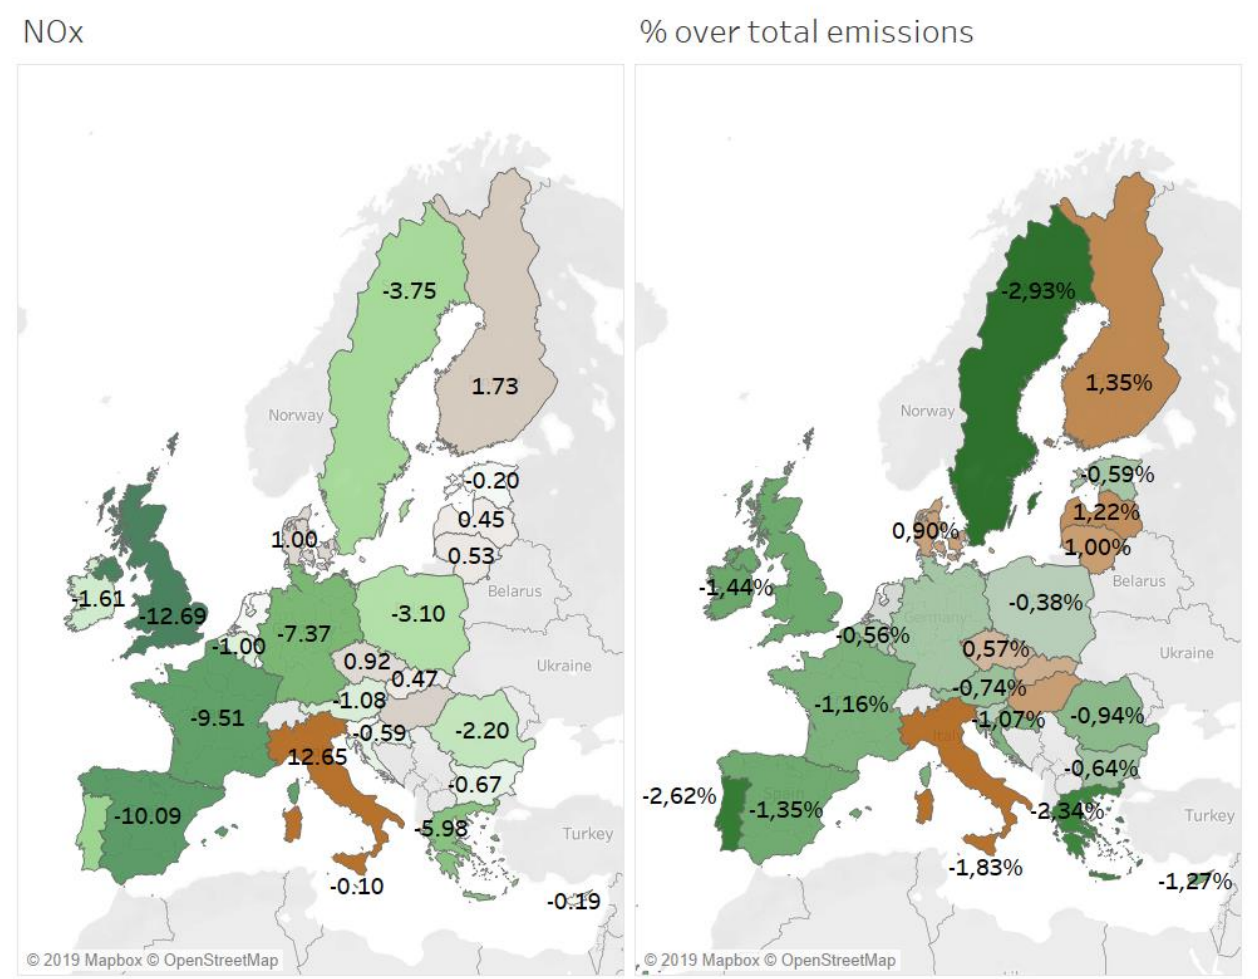 NOx
-3.75
Norway
1.73
-0.20
0.45
1.00
0.53
Belarus
-1.61
-12.69
-7.37
-3.10
-1.00
0.92
0.47
Ukraine
-1.08
-9.51
-0.59
-2.20
12.65
-0.67
-10.09
-5.98
Turkey
-0.10
-0.19
© 2019 Mapbox © OpenStreetMap
% over total emissions
-2,93%
1,35%
Norway
-0,59%
1,22%
0,90%
1,00%
Belarus
-1,44%
-0,38%
Germany
-0,56%
0,57%
Ukraine
-0,74%
-1,16%
-1,07%
-0,94%
Italy
-0,64%
-2,62%
Spain
-1,35%
-2,34%
Turkey
-1,83%
-1,27%
© 2019 Mapbox © OpenStreetMap